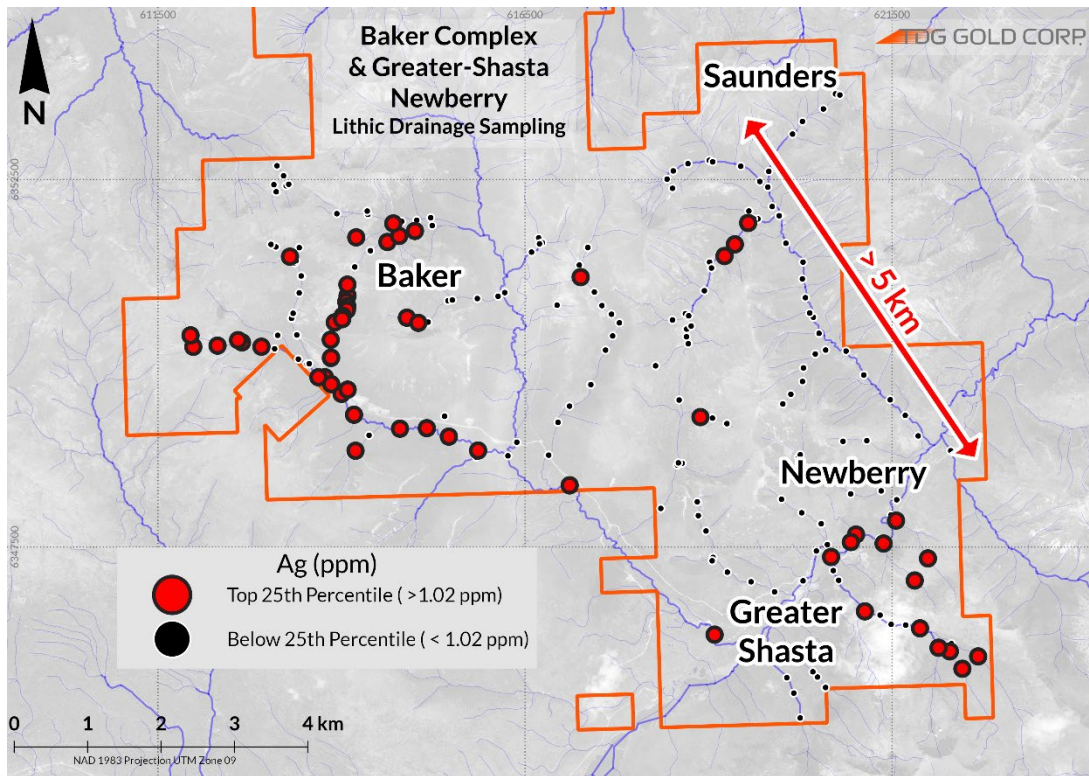 611500
616500
621500
TDG GOLD CORP
Baker Complex
& Greater-Shasta
Newberry
Lithic Drainage Sampling
N
Saunders
6352500
Baker
> 5 km
Newberry
6347500
Ag (ppm)
Top 25th Percentile ( >1.02 ppm)
Below 25th Percentile ( < 1.02 ppm)
Greater
Shasta
0 1 2 3 4 km
NAD 1983 Projection UTM Zone 09